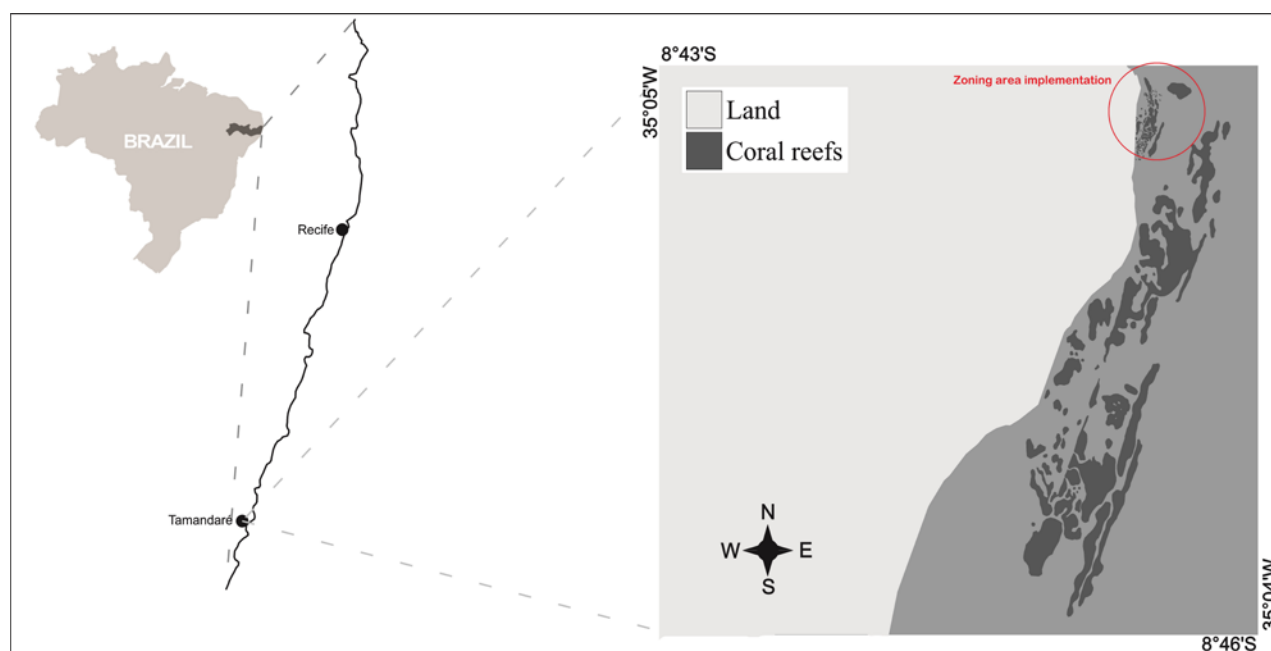 BRAZIL
Recife
Tamandaré
8°43'S
35°05'W
Zoning area implementation
Land
Coral reefs
N
W E
S
35°04'W
8°46'S